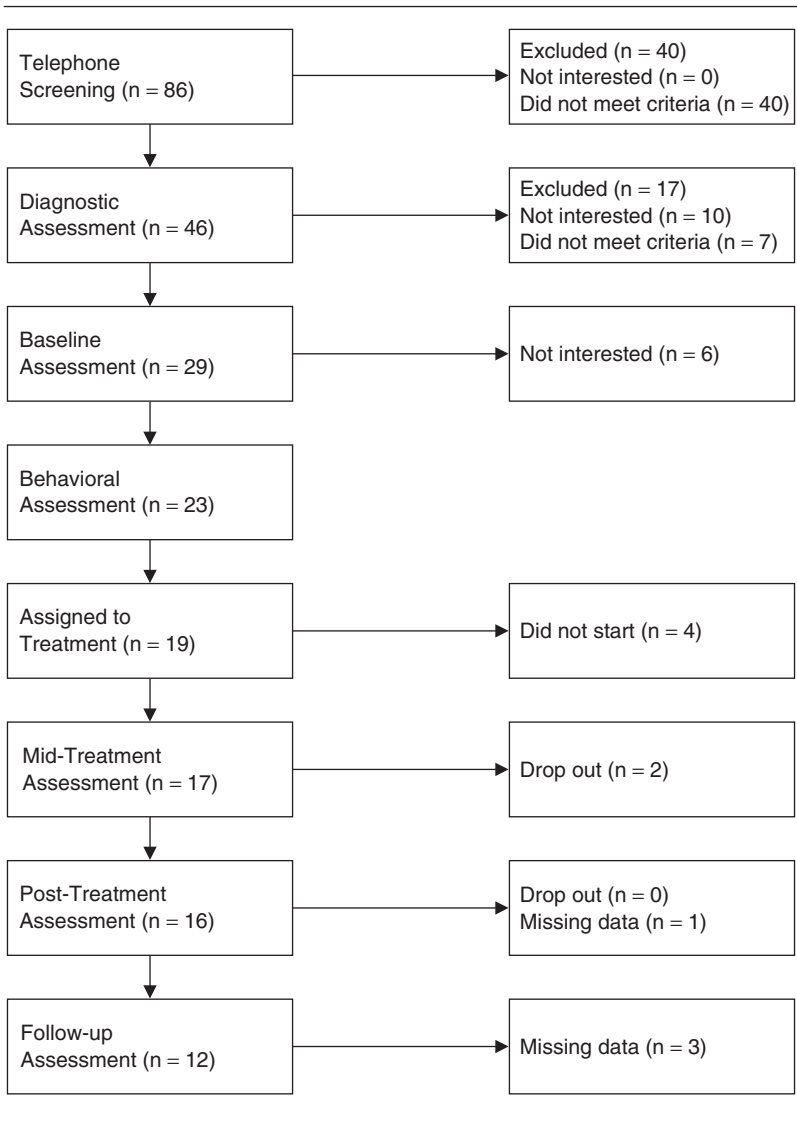 Telephone
Screening (n = 86)
Excluded (n = 40)
Not interested (n = 0)
Did not meet criteria (n = 40)
Diagnostic
Assessment (n = 46)
Excluded (n = 17)
Not interested (n = 10)
Did not meet criteria (n = 7)
Baseline
Assessment (n = 29)
Not interested (n = 6)
Behavioral
Assessment (n = 23)
Assigned to
Treatment (n = 19)
Did not start (n = 4)
Mid-Treatment
Assessment (n = 17)
Drop out (n = 2)
Post-Treatment
Assessment (n = 16)
Drop out (n = 0)
Missing data (n = 1)
Follow-up
Assessment (n = 12)
Missing data (n = 3)